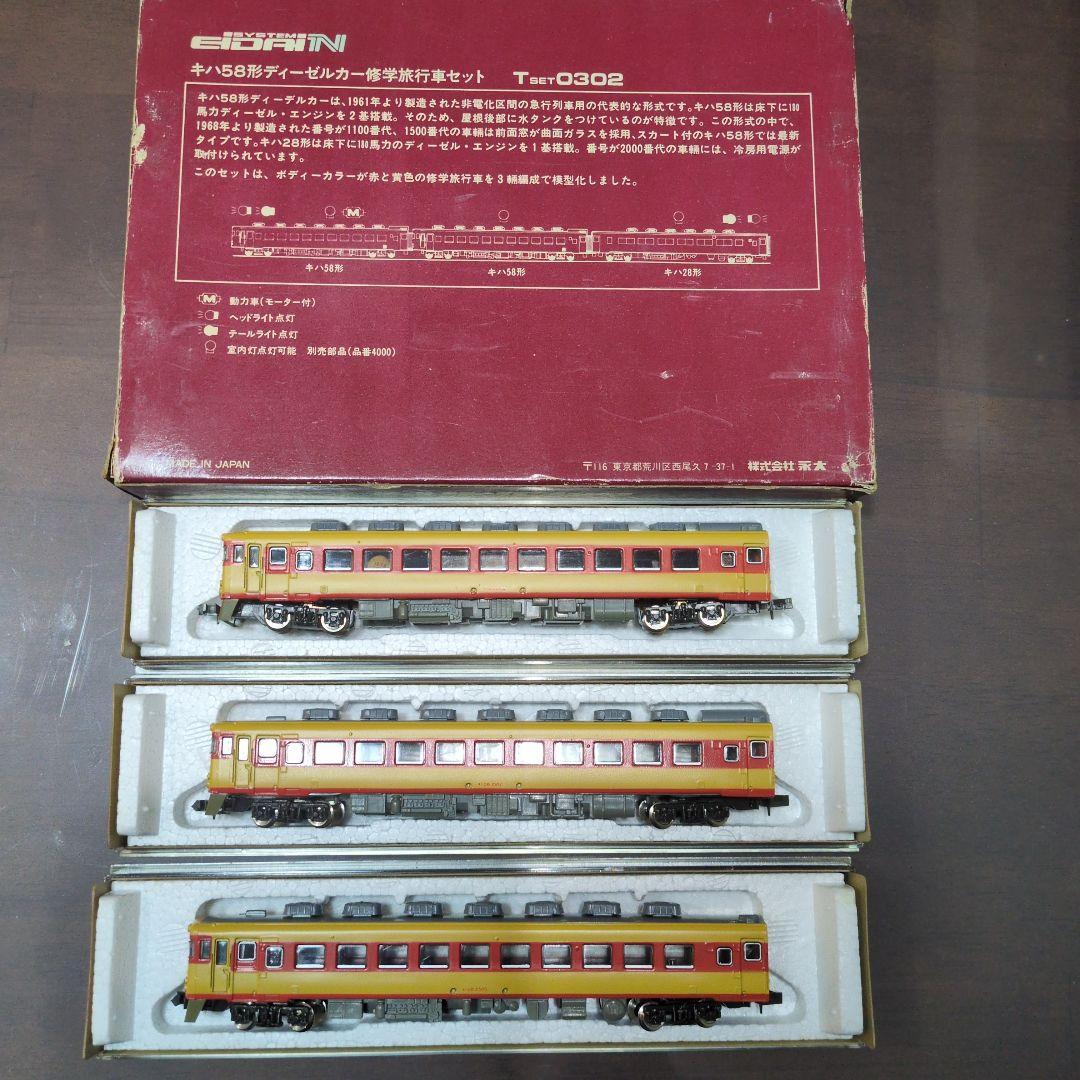 SYSTEME
EIDAI N
キハ58形ディーゼルカー修学旅行車セット TSET0302
キハ58形ディーデルカーは、1961年より製造された非電化区間の急行列車用の代表的な形式です。キハ58形は床下に180
馬力ディーゼル・エンジンを2基搭載。そのため、屋根後部に水タンクをつけているのが特徴です。この形式の中で、
1968年より製造された番号が1100番代、1500番代の車輛は前面窓が曲面ガラスを採用、スカート付のキハ58形では最新
タイプです。キハ28形は床下に180馬力のディーゼル・エンジンを1基搭載。番号が2000番代の車輛には、冷房用電源が
取付けられています。
このセットは、ボディーカラーが赤と黄色の修学旅行車を3輛編成で模型化しました。
M
キハ58形 キハ58形 キハ28形
M 動力車(モーター付)
ヘッドライト点灯
テールライト点灯
室内灯点灯可能 別売部品(品番4000)
MADE IN JAPAN
〒116 東京都荒川区西尾久7-37-1 株式会社 永大